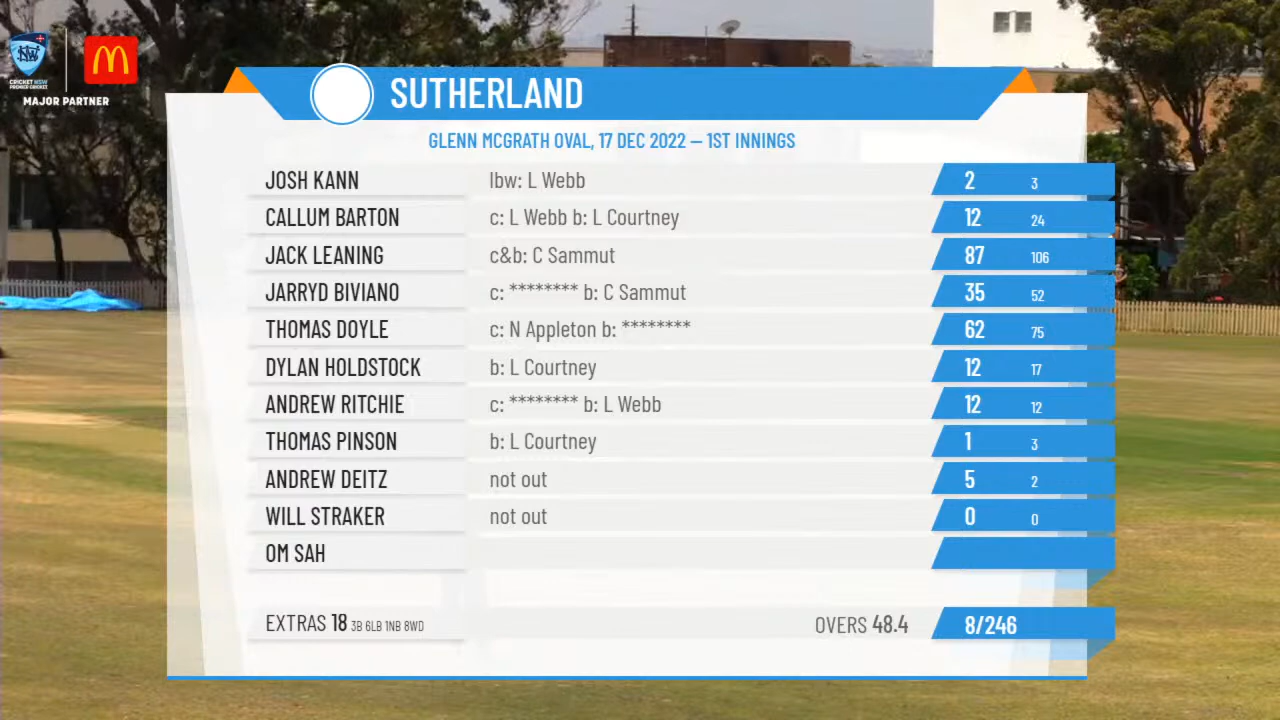 CRICKET NSW
PREMIER CRICKET
MAJOR PARTNER
SUTHERLAND
GLENN MCGRATH OVAL, 17 DEC 2022 – 1ST INNINGS
JOSH KANN lbw: L Webb 2 3
CALLUM BARTON c: L Webb b: L Courtney 12 24
JACK LEANING c&b: C Sammut 87 106
JARRYD BIVIANO c: ******** b: C Sammut 35 52
THOMAS DOYLE c: N Appleton b: ******** 62 75
DYLAN HOLDSTOCK b: L Courtney 12 17
ANDREW RITCHIE c: ******** b: L Webb 12 12
THOMAS PINSON b: L Courtney 1 3
ANDREW DEITZ not out 5 2
WILL STRAKER not out 0 0
OM SAH
EXTRAS 18 3B 6LB 1NB 8WD OVERS 48.4 8/246